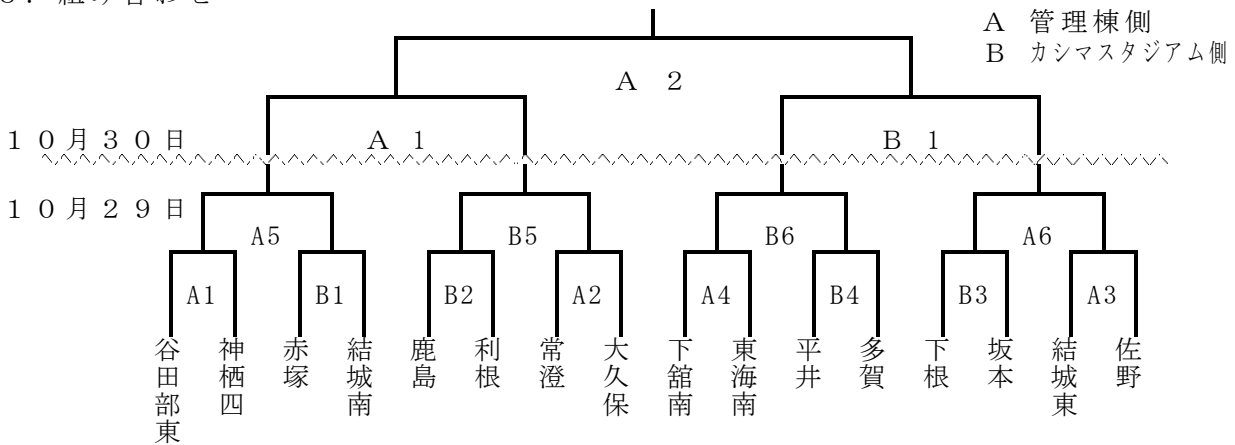 組み合わせ
A 管理棟側
B カシマスタジアム側
A 2
10月30日
A 1
B 1
10月29日
A5
B5
B6
A6
A1
B1
B2
A2
A4
B4
B3
A3
谷田部東
神栖四
赤塚
結城南
鹿島
利根
常澄
大久保
下舘南
東海南
平井
多賀
下根
坂本
結城東
佐野